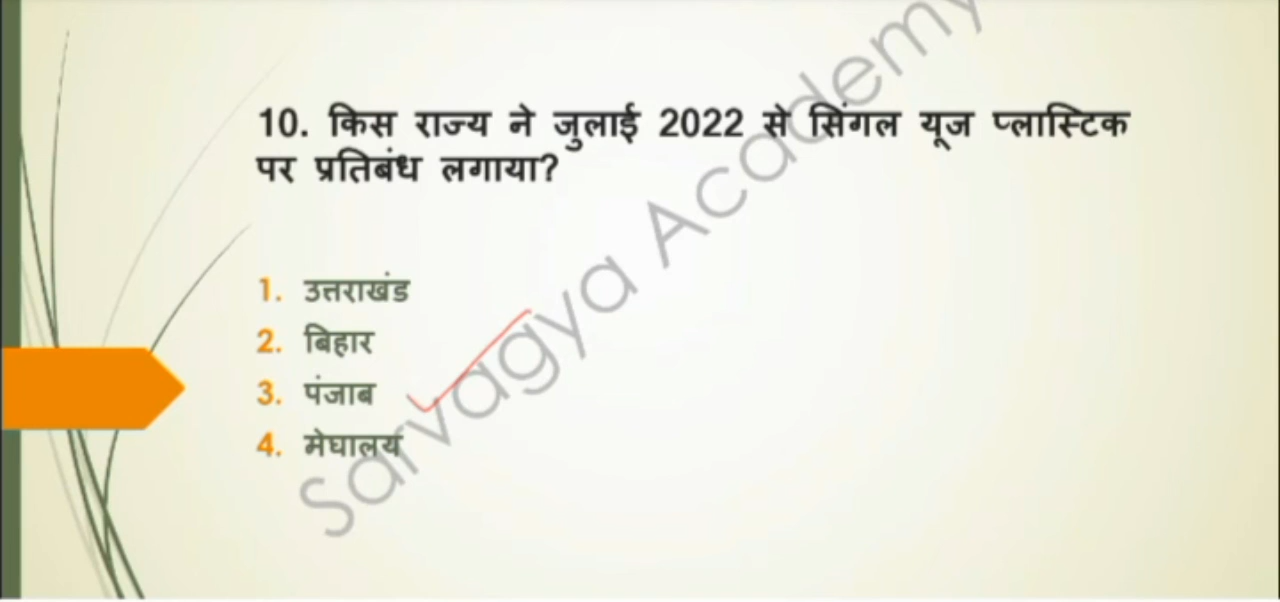 10. किस राज्य ने जुलाई 2022 से सिंगल यूज प्लास्टिक
पर प्रतिबंध लगाया?
1. उत्तराखंड
2. बिहार
3. पंजाब
4. मेघालय
Sarvagya Academy